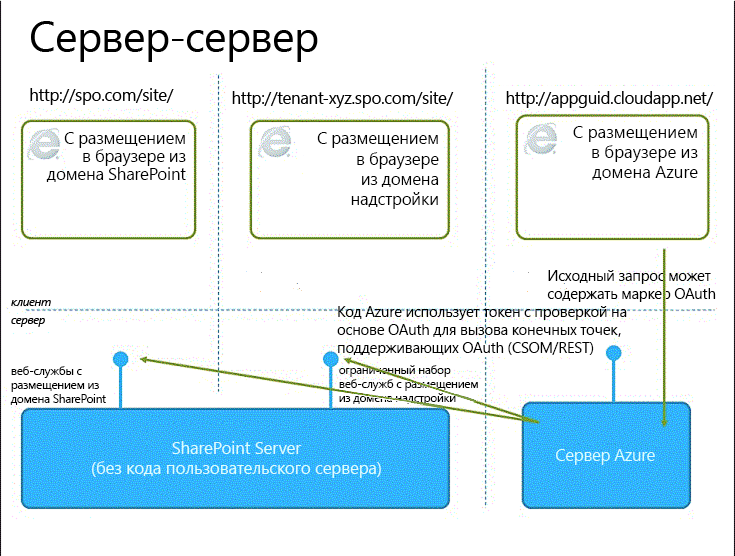 Сервер-сервер
http://spo.com/site/
http://tenant-xyz.spo.com/site/
http://appguid.cloudapp.net/
С размещением
в браузере из
домена SharePoint
С размещением
в браузере
из домена
надстройки
С размещением
в браузере из
домена Azure
Исходный запрос может
содержать маркер OAuth
клиент
сервер
Код Azure использует токен с проверкой на
основе OAuth для вызова конечных точек,
поддерживающих OAuth (CSOM/REST)
веб-службы с
размещением из
домена SharePoint
ограниченный набор
веб-служб с размещением
из домена надстройки
SharePoint Server
(без кода пользовательского сервера)
Сервер Azure